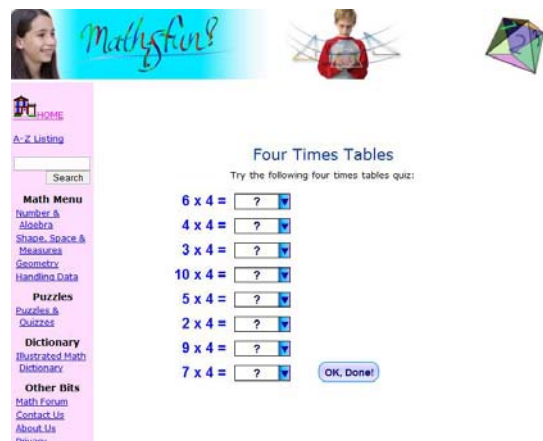 Mathsfun!
HOME
A-Z Listing
Search
Math Menu
Number &
Algebra
Shape, Space &
Measures
Geometry
Handling Data
Puzzles
Puzzles &
Quizzes
Dictionary
Illustrated Math
Dictionary
Other Bits
Math Forum
Contact Us
About Us
Privacy
Four Times Tables
Try the following four times tables quiz:
6 x 4 = ?
4 x 4 = ?
3 x 4 = ?
10 x 4 = ?
5 x 4 = ?
2 x 4 = ?
9 x 4 = ?
7 x 4 = ?
OK, Done!